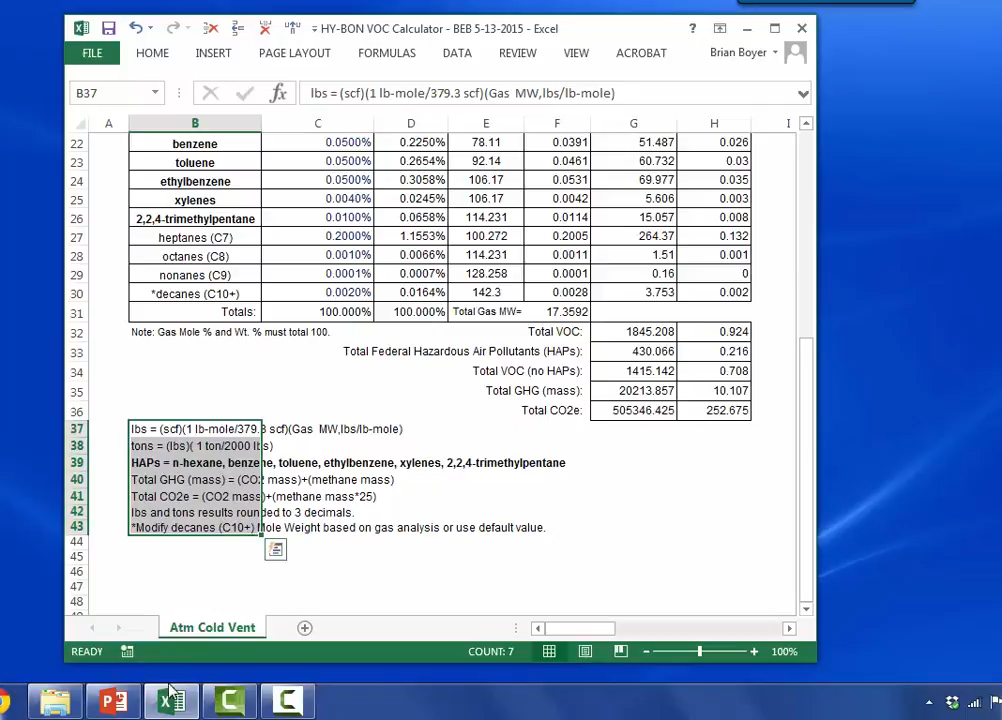 HY-BON VOC Calculator - BEB 5-13-2015 - Excel
FILE HOME INSERT PAGE LAYOUT FORMULAS DATA REVIEW VIEW ACROBAT Brian Boyer
B37 fx lbs = (scf)(1 lb-mole/379.3 scf)(Gas MW,lbs/lb-mole)
A B C D E F G H I
22 benzene 0.0500% 0.2250% 78.11 0.0391 51.487 0.026
23 toluene 0.0500% 0.2654% 92.14 0.0461 60.732 0.03
24 ethylbenzene 0.0500% 0.3058% 106.17 0.0531 69.977 0.035
25 xylenes 0.0040% 0.0245% 106.17 0.0042 5.606 0.003
26 2,2,4-trimethylpentane 0.0100% 0.0658% 114.231 0.0114 15.057 0.008
27 heptanes (C7) 0.2000% 1.1553% 100.272 0.2005 264.37 0.132
28 octanes (C8) 0.0010% 0.0066% 114.231 0.0011 1.51 0.001
29 nonanes (C9) 0.0001% 0.0007% 128.258 0.0001 0.16 0
30 *decanes (C10+) 0.0020% 0.0164% 142.3 0.0028 3.753 0.002
31 Totals: 100.000% 100.000% Total Gas MW= 17.3592
32 Note: Gas Mole % and Wt. % must total 100. Total VOC: 1845.208 0.924
33 Total Federal Hazardous Air Pollutants (HAPs): 430.066 0.216
34 Total VOC (no HAPs): 1415.142 0.708
35 Total GHG (mass): 20213.857 10.107
36 Total CO2e: 505346.425 252.675
37 lbs = (scf)(1 lb-mole/379.3 scf)(Gas MW,lbs/lb-mole)
38 tons = (lbs)( 1 ton/2000 lbs)
39 HAPs = n-hexane, benzene, toluene, ethylbenzene, xylenes, 2,2,4-trimethylpentane
40 Total GHG (mass) = (CO2 mass)+(methane mass)
41 Total CO2e = (CO2 mass)+(methane mass*25)
42 lbs and tons results rounded to 3 decimals.
43 *Modify decanes (C10+) Mole Weight based on gas analysis or use default value.
44
45
46
47
48
Atm Cold Vent
READY COUNT: 7 100%